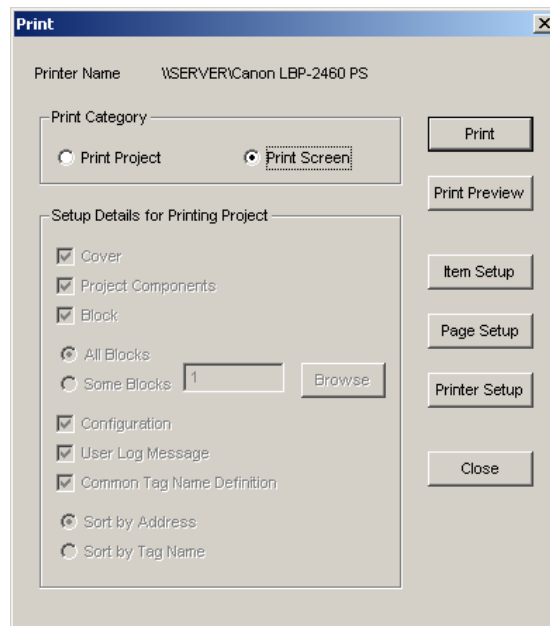 Print
Printer Name \\SERVER\Canon LBP-2460 PS
Print Category
Print Project Print Screen
Print
Print Preview
Setup Details for Printing Project
Cover
Project Components
Block
All Blocks
Some Blocks 1 Browse
Configuration
User Log Message
Common Tag Name Definition
Sort by Address
Sort by Tag Name
Item Setup
Page Setup
Printer Setup
Close